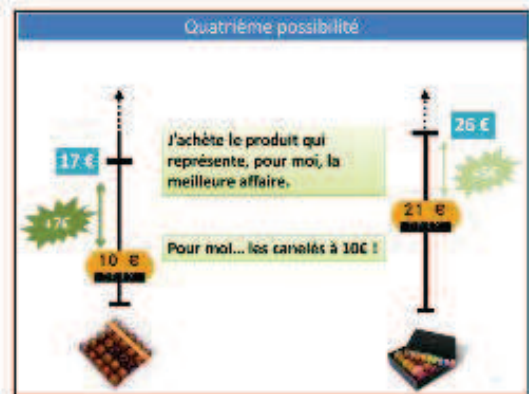 Quatrième possibilité
26 €
J'achète le produit qui
représente, pour moi, la
meilleure affaire.
17 €
+7€
21 €
Pour moi... les canelés à 10€ !
10 €